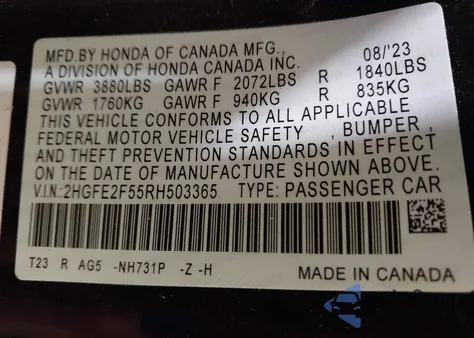 MFD.BY HONDA OF CANADA MFG., 08/'23
A DIVISION OF HONDA CANADA INC.
GVWR 3880LBS GAWR F 2072LBS R 1840LBS
GVWR 1760KG GAWR F 940KG R 835KG
THIS VEHICLE CONFORMS TO ALL APPLICABLE
FEDERAL MOTOR VEHICLE SAFETY , BUMPER,
AND THEFT PREVENTION STANDARDS IN EFFECT
ON THE DATE OF MANUFACTURE SHOWN ABOVE.
V.I.N.:2HGFE2F55RH503365 TYPE: PASSENGER CAR
T23 R AG5 -NH731P -Z -H
MADE IN CANADA